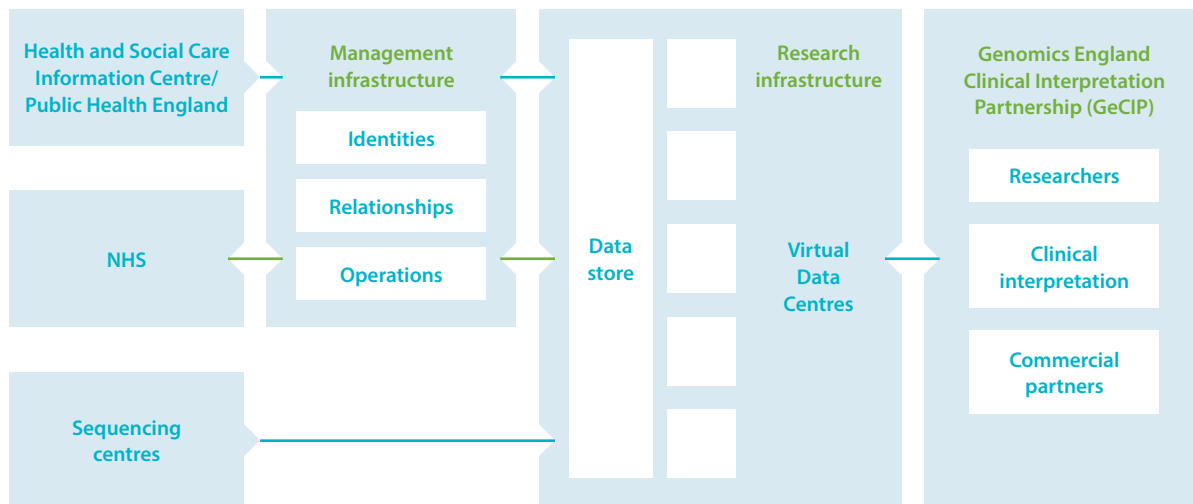 Health and Social Care
Information Centre/
Public Health England
NHS
Sequencing
centres
Management
infrastructure
Identities
Relationships
Operations
Data
store
Research
infrastructure
Virtual
Data
Centres
Genomics England
Clinical Interpretation
Partnership (GeCIP)
Researchers
Clinical
interpretation
Commercial
partners